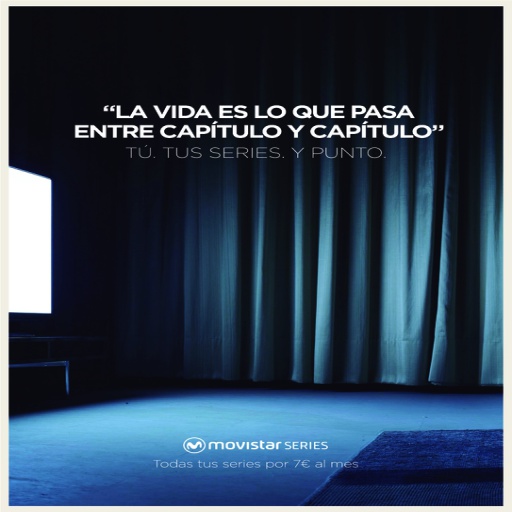 “LA VIDA ES LO QUE PASA
ENTRE CAPÍTULO Y CAPÍTULO”
TÚ. TUS SERIES. Y PUNTO.
movistar SERIES
Todas tus series por 7€ al mes